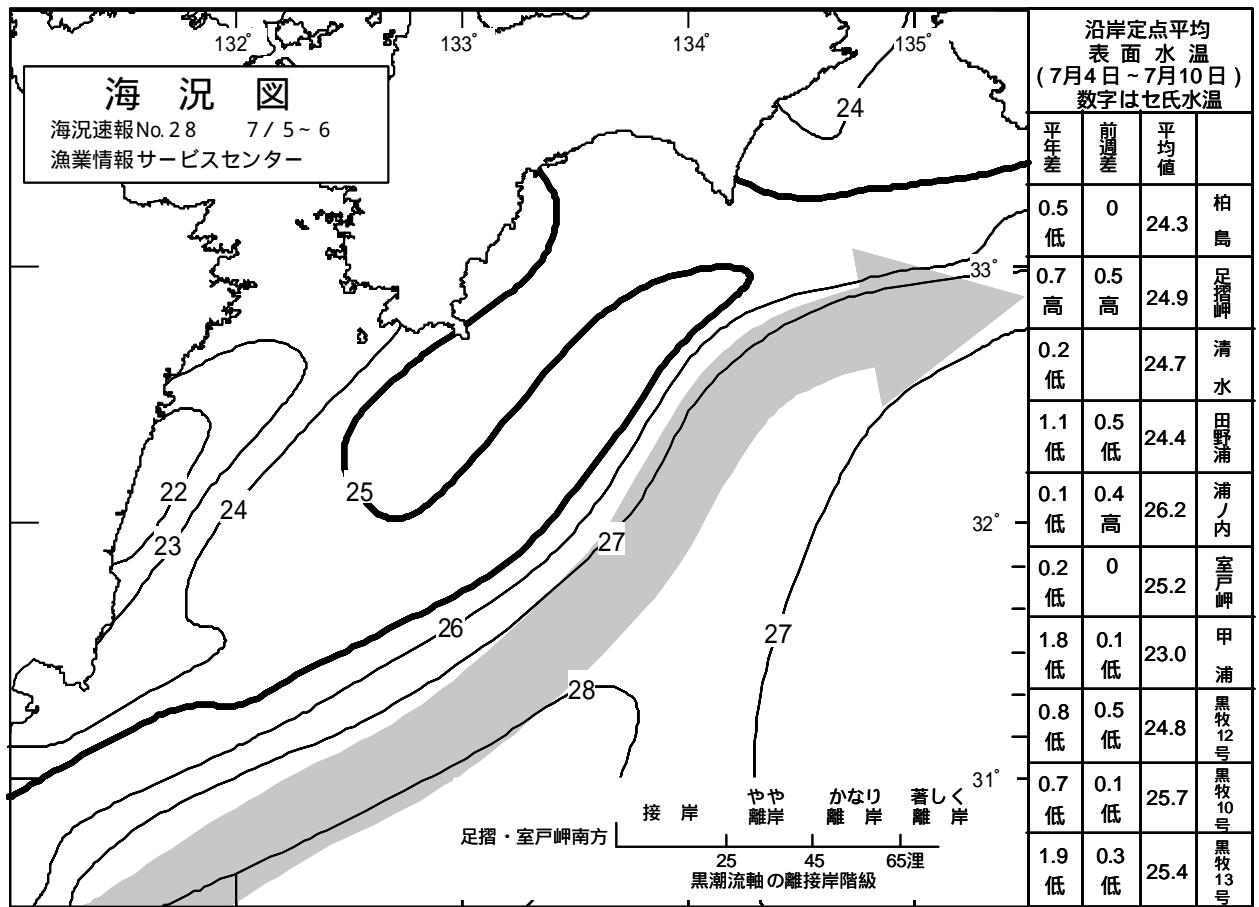 132°
133°
134°
135°
海 況 図
海況速報No.28 7/5~6
漁業情報サービスセンター
24
33°
25
22
24
23
27
32°
26
27
28
31°
接 岸
やや
離岸
かなり
離 岸
著しく
離 岸
足摺・室戸岬南方
25 45 65浬
黒潮流軸の離接岸階級
沿岸定点平均
表 面 水 温
(7月4日~7月10日)
数字はセ氏水温
平年差 前週差 平均値
0.5低 0 24.3 柏島
0.7高 0.5高 24.9 足摺岬
0.2低 24.7 清水
1.1低 0.5低 24.4 田野浦
0.1低 0.4高 26.2 浦ノ内
0.2低 0 25.2 室戸岬
1.8低 0.1低 23.0 甲浦
0.8低 0.5低 24.8 黒牧12号
0.7低 0.1低 25.7 黒牧10号
1.9低 0.3低 25.4 黒牧13号